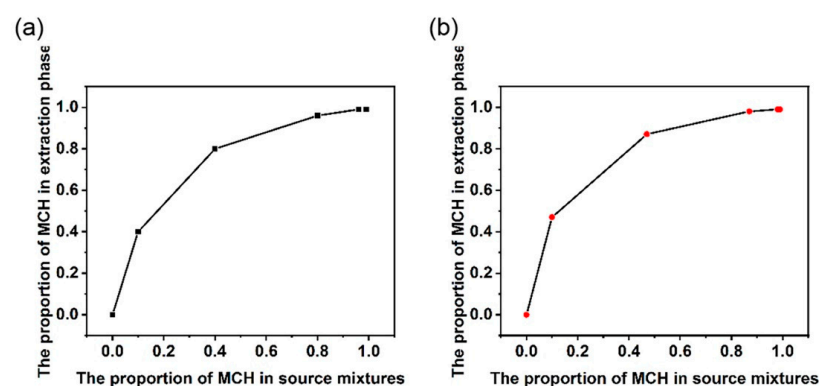 (a)
The proportion of MCH in extraction phase
1.0
0.8
0.6
0.4
0.2
0.0
0.0 0.2 0.4 0.6 0.8 1.0
The proportion of MCH in source mixtures
(b)
The proportion of MCH in extraction phase
1.0
0.8
0.6
0.4
0.2
0.0
0.0 0.2 0.4 0.6 0.8 1.0
The proportion of MCH in source mixtures